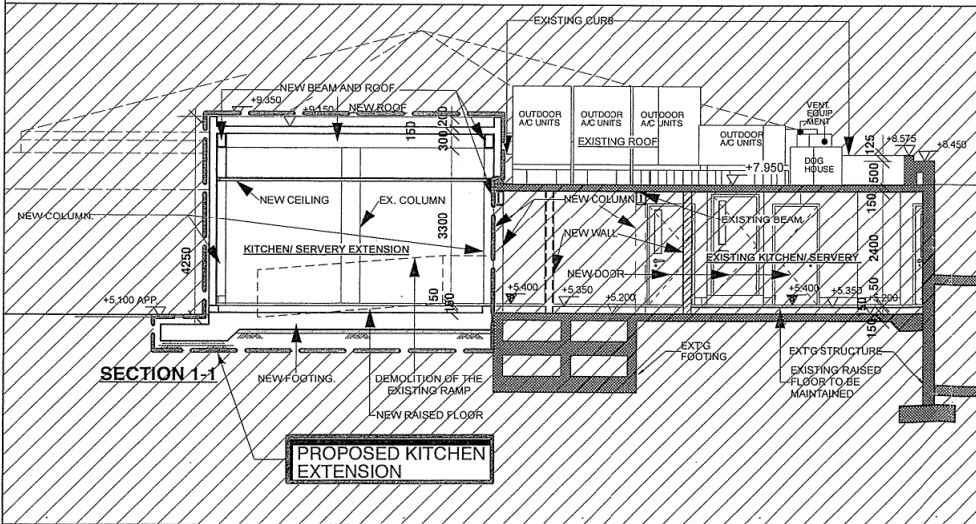 EXISTING CURB
NEW BEAM AND ROOF
+9.350
+9.150
NEW ROOF
150
300
200
OUTDOOR
A/C UNITS
OUTDOOR
A/C UNITS
OUTDOOR
A/C UNITS
OUTDOOR
A/C UNITS
EXISTING ROOF
VENT.
EQUIP
MENT
DOG
HOUSE
125
+8.575
+8.450
500
+7.950
150
NEW CEILING
EX. COLUMN
NEW COLUMN
NEW COLUMN.
EXISTING BEAM
3300
NEW WALL
2400
KITCHEN/ SERVERY EXTENSION
EXISTING KITCHEN/ SERVERY
4250
NEW DOOR
50
150
+5.400
+5.350
+5.200
+5.400
+5.350
+5.200
50
150
150
+5.100 APP.
SECTION 1-1
NEW FOOTING.
DEMOLITION OF THE
EXISTING RAMP
NEW RAISED FLOOR
EXT'G
FOOTING
EXT'G STRUCTURE
EXISTING RAISED
FLOOR TO BE
MAINTAINED
PROPOSED KITCHEN
EXTENSION